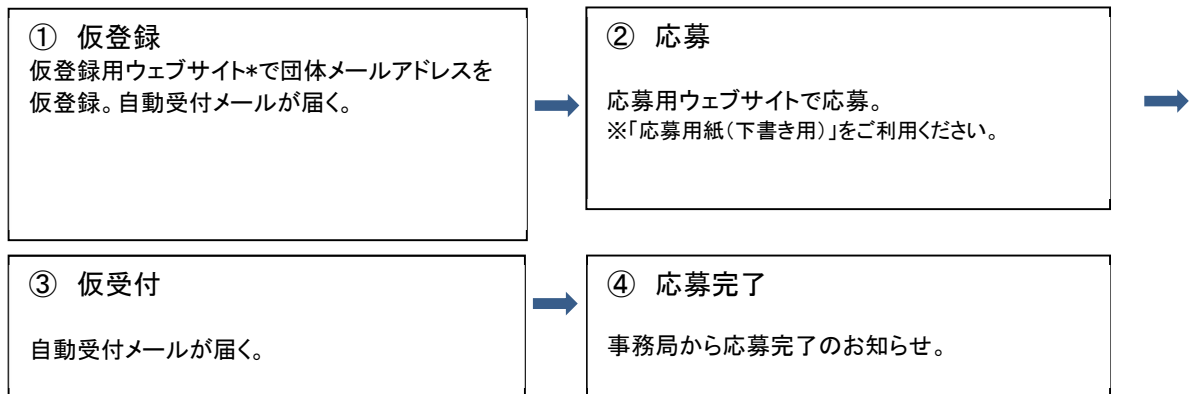 ① 仮登録
仮登録用ウェブサイト*で団体メールアドレスを
仮登録。自動受付メールが届く。
② 応募
応募用ウェブサイトで応募。
※「応募用紙(下書き用)」をご利用ください。
③ 仮受付
自動受付メールが届く。
④ 応募完了
事務局から応募完了のお知らせ。